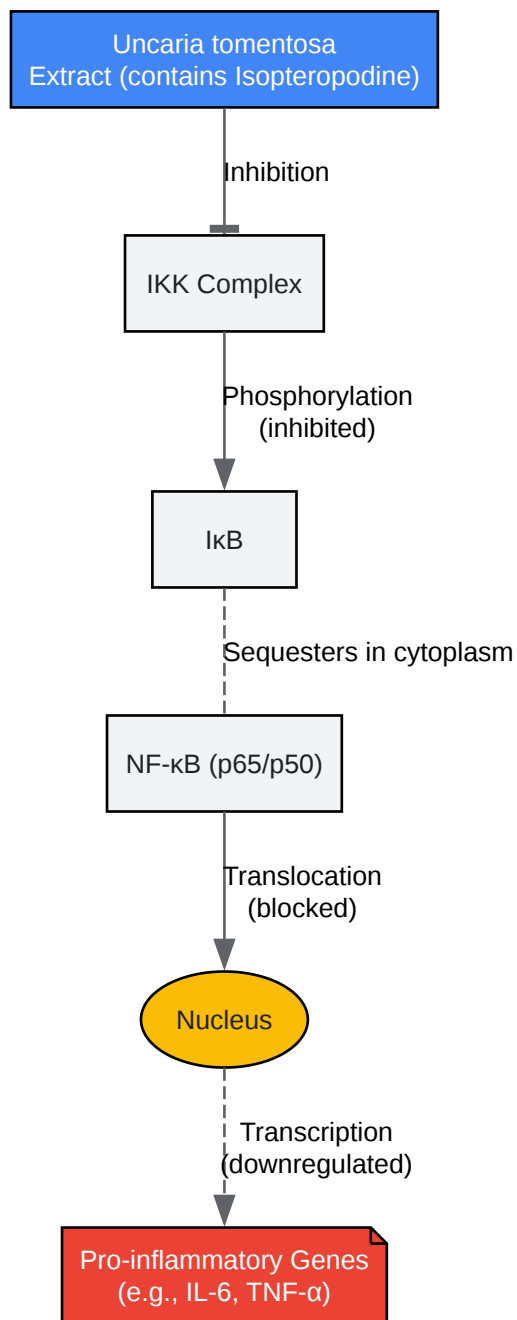 Uncaria tomentosa
Extract (contains Isopteropodine)
Inhibition
IKK Complex
Phosphorylation
(inhibited)
IκB
Sequesters in cytoplasm
NF-κB (p65/p50)
Translocation
(blocked)
Nucleus
Transcription
(downregulated)
Pro-inflammatory Genes
(e.g., IL-6, TNF-α)